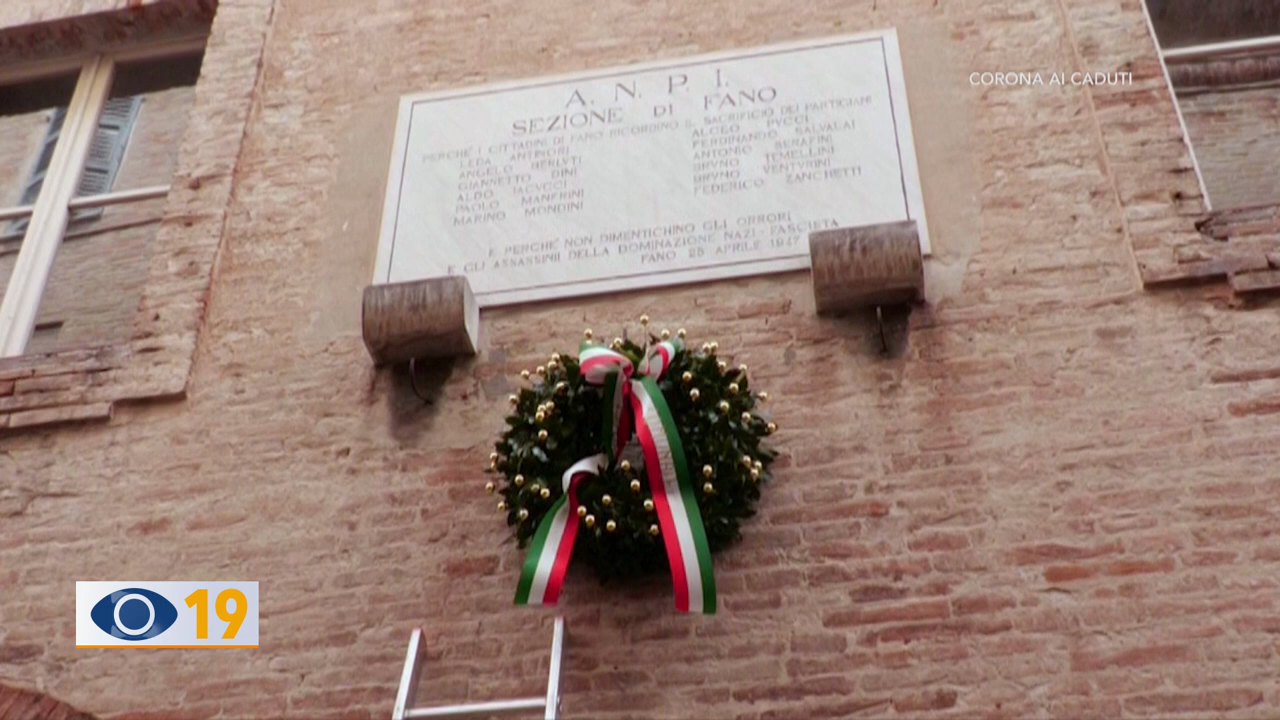 CORONA AI CADUTI
A. N. P. I.
SEZIONE DI FANO
PERCHÉ I CITTADINI DI FANO RICORDINO IL SACRIFICIO DEI PARTIGIANI
LEDA ANTINORI
ANGELO BERLUTI
GIANNETTO DINI
ALDO IACUCCI
PAOLO MANFRINI
MARINO MONDINI
ALCEO PUCCI
FERDINANDO SALVALAI
ANTONIO SERAFINI
BRUNO TEMELLINI
BRUNO VENTURINI
FEDERICO ZANCHETTI
E PERCHÉ NON DIMENTICHINO GLI ORRORI
E GLI ASSASSINII DELLA DOMINAZIONE NAZI-FASCISTA
FANO 25 APRILE 1947
19